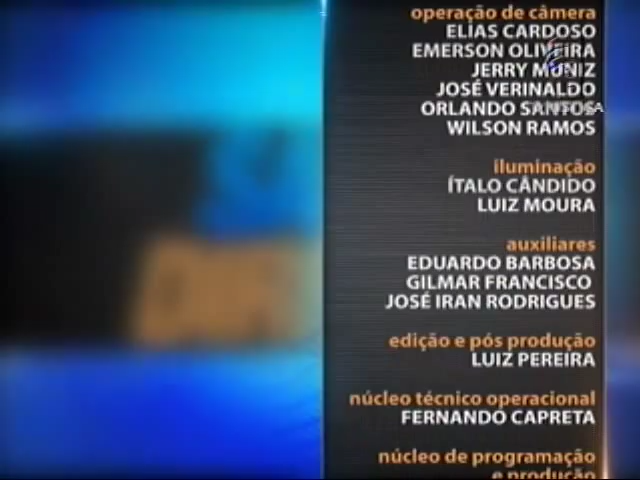 operação de câmera
ELIAS CARDOSO
EMERSON OLIVEIRA
JERRY MUNIZ
JOSÉ VERINALDO
ORLANDO SANTOS
WILSON RAMOS
iluminação
ÍTALO CÂNDIDO
LUIZ MOURA
auxiliares
EDUARDO BARBOSA
GILMAR FRANCISCO
JOSÉ IRAN RODRIGUES
edição e pós produção
LUIZ PEREIRA
núcleo técnico operacional
FERNANDO CAPRETA
núcleo de programação
e produção